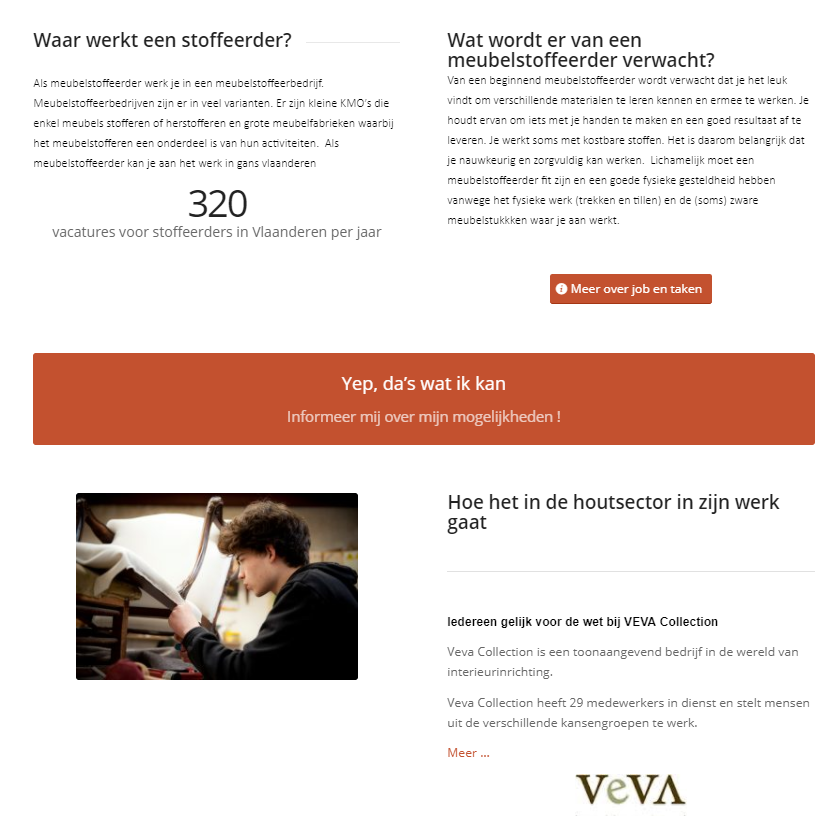 Waar werkt een stoffeerder?
Als meubelstoffeerder werk je in een meubelstoffeerbedrijf.
Meubelstoffeerbedrijven zijn er in veel varianten. Er zijn kleine KMO's die
enkel meubels stofferen of herstofferen en grote meubelfabrieken waarbij
het meubelstofferen een onderdeel is van hun activiteiten.  Als
meubelstoffeerder kan je aan het werk in gans vlaanderen
320
vacatures voor stoffeerders in Vlaanderen per jaar
Wat wordt er van een
meubelstoffeerder verwacht?
Van een beginnend meubelstoffeerder wordt verwacht dat je het leuk
vindt om verschillende materialen te leren kennen en ermee te werken. Je
houdt ervan om iets met je handen te maken en een goed resultaat af te
leveren. Je werkt soms met kostbare stoffen. Het is daarom belangrijk dat
je nauwkeurig en zorgvuldig kan werken.  Lichamelijk moet een
meubelstoffeerder fit zijn en een goede fysieke gesteldheid hebben
vanwege het fysieke werk (trekken en tillen) en de (soms) zware
meubelstukkken waar je aan werkt.
Meer over job en taken
Yep, da's wat ik kan
Informeer mij over mijn mogelijkheden !
Hoe het in de houtsector in zijn werk
gaat
Iedereen gelijk voor de wet bij VEVA Collection
Veva Collection is een toonaangevend bedrijf in de wereld van
interieurinrichting.
Veva Collection heeft 29 medewerkers in dienst en stelt mensen
uit de verschillende kansengroepen te werk.
Meer ...
VeVA